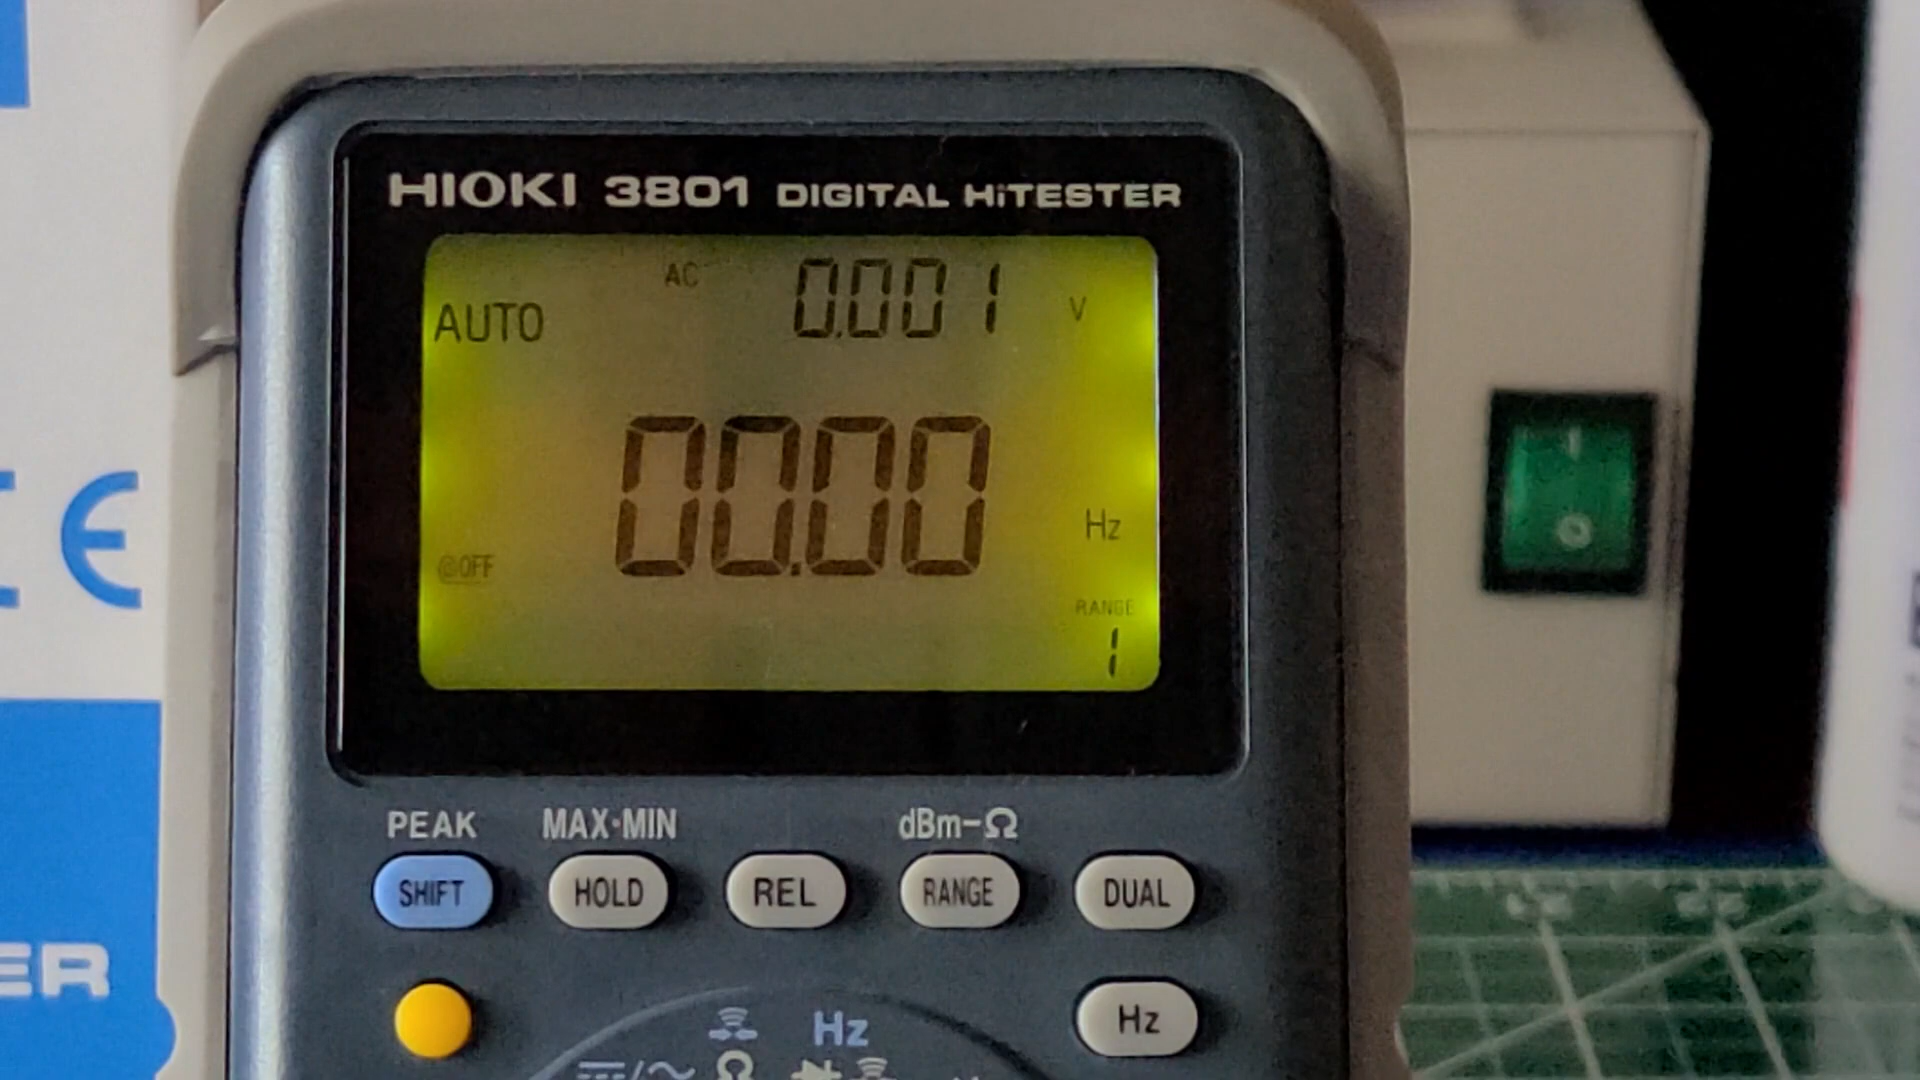 HIOKI 3801 DIGITAL HiTESTER
AC 0.001 V
AUTO
00.00 Hz
@OFF
RANGE
1
CE
ER
PEAK MAX·MIN dBm-Ω
SHIFT HOLD REL RANGE DUAL
Hz
Hz
Ω